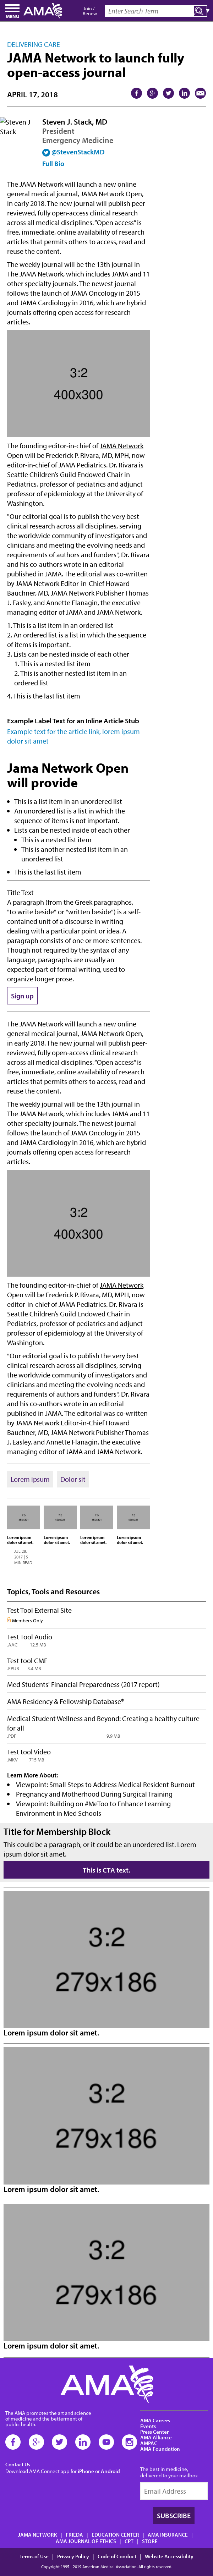 MENU
AMA
Join /
Renew
Enter Search Term
DELIVERING CARE
JAMA Network to launch fully
open-access journal
APRIL 17, 2018
Steven J
Stack
Steven J. Stack, MD
President
Emergency Medicine
@StevenStackMD
Full Bio
The JAMA Network will launch a new online
general medical journal, JAMA Network Open,
in early 2018. The new journal will publish peer-
reviewed, fully open-access clinical research
across all disciplines. "Open access" is
free, immediate, online availability of research
articles that permits others to access, read and
reuse the content.
The weekly journal will be the 13th journal in
The JAMA Network, which includes JAMA and 11
other specialty journals. The newest journal
follows the launch of JAMA Oncology in 2015
and JAMA Cardiology in 2016, which are hybrid
journals offering open access for research
articles.
3:2
400x300
The founding editor-in-chief of JAMA Network
Open will be Frederick P. Rivara, MD, MPH, now
editor-in-chief of JAMA Pediatrics. Dr. Rivara is
Seattle Children's Guild Endowed Chair in
Pediatrics, professor of pediatrics and adjunct
professor of epidemiology at the University of
Washington.
"Our editorial goal is to publish the very best
clinical research across all disciplines, serving
the worldwide community of investigators and
clinicians and meeting the evolving needs and
requirements of authors and funders", Dr. Rivara
and his co-authors wrote in an editorial
published in JAMA. The editorial was co-written
by JAMA Network Editor-in-Chief Howard
Bauchner, MD, JAMA Network Publisher Thomas
J. Easley, and Annette Flanagin, the executive
managing editor of JAMA and JAMA Network.
1. This is a list item in an ordered list
2. An ordered list is a list in which the sequence
of items is important.
3. Lists can be nested inside of each other
1. This is a nested list item
2. This is another nested list item in an
ordered list
4. This is the last list item
Example Label Text for an Inline Article Stub
Example text for the article link, lorem ipsum
dolor sit amet
Jama Network Open
will provide
• This is a list item in an unordered list
• An unordered list is a list in which the
sequence of items is not important.
• Lists can be nested inside of each other
• This is a nested list item
• This is another nested list item in an
unordered list
• This is the last list item
Title Text
A paragraph (from the Greek paragraphos,
"to write beside" or "written beside") is a self-
contained unit of a discourse in writing
dealing with a particular point or idea. A
paragraph consists of one or more sentences.
Though not required by the syntax of any
language, paragraphs are usually an
expected part of formal writing, used to
organize longer prose.
Sign up
The JAMA Network will launch a new online
general medical journal, JAMA Network Open,
in early 2018. The new journal will publish peer-
reviewed, fully open-access clinical research
across all disciplines. "Open access" is
free, immediate, online availability of research
articles that permits others to access, read and
reuse the content.
The weekly journal will be the 13th journal in
The JAMA Network, which includes JAMA and 11
other specialty journals. The newest journal
follows the launch of JAMA Oncology in 2015
and JAMA Cardiology in 2016, which are hybrid
journals offering open access for research
articles.
3:2
400x300
The founding editor-in-chief of JAMA Network
Open will be Frederick P. Rivara, MD, MPH, now
editor-in-chief of JAMA Pediatrics. Dr. Rivara is
Seattle Children's Guild Endowed Chair in
Pediatrics, professor of pediatrics and adjunct
professor of epidemiology at the University of
Washington.
"Our editorial goal is to publish the very best
clinical research across all disciplines, serving
the worldwide community of investigators and
clinicians and meeting the evolving needs and
requirements of authors and funders", Dr. Rivara
and his co-authors wrote in an editorial
published in JAMA. The editorial was co-written
by JAMA Network Editor-in-Chief Howard
Bauchner, MD, JAMA Network Publisher Thomas
J. Easley, and Annette Flanagin, the executive
managing editor of JAMA and JAMA Network.
Lorem ipsum Dolor sit
Lorem ipsum Lorem ipsum Lorem ipsum Lorem ipsum
dolor sit amet. dolor sit amet. dolor sit amet. dolor sit amet.
JUL 28,
2017 | 5
MIN READ
Topics, Tools and Resources
Test Tool External Site
Members Only
Test Tool Audio
.AAC 12.5 MB
Test tool CME
.EPUB 3.4 MB
Med Students' Financial Preparedness (2017 report)
AMA Residency & Fellowship Database®
Medical Student Wellness and Beyond: Creating a healthy culture
for all
.PDF 9.9 MB
Test tool Video
.MKV 71.5 MB
Learn More About:
• Viewpoint: Small Steps to Address Medical Resident Burnout
• Pregnancy and Motherhood During Surgical Training
• Viewpoint: Building on #MeToo to Enhance Learning
Environment in Med Schools
Title for Membership Block
This could be a paragraph, or it could be an unordered list. Lorem
ipsum dolor sit amet.
This is CTA text.
3:2
279x186
Lorem ipsum dolor sit amet.
3:2
279x186
Lorem ipsum dolor sit amet.
3:2
279x186
Lorem ipsum dolor sit amet.
AMA
The AMA promotes the art and science
of medicine and the betterment of
public health.
Contact Us
Download AMA Connect app for iPhone or Android
AMA Careers
Events
Press Center
AMA Alliance
AMPAC
AMA Foundation
The best in medicine,
delivered to your mailbox
Email Address
SUBSCRIBE
JAMA NETWORK | FREIDA | EDUCATION CENTER | AMA INSURANCE |
AMA JOURNAL OF ETHICS | CPT | STORE
Terms of Use | Privacy Policy | Code of Conduct | Website Accessibility
Copyright 1995 - 2019 American Medical Association. All rights reserved.